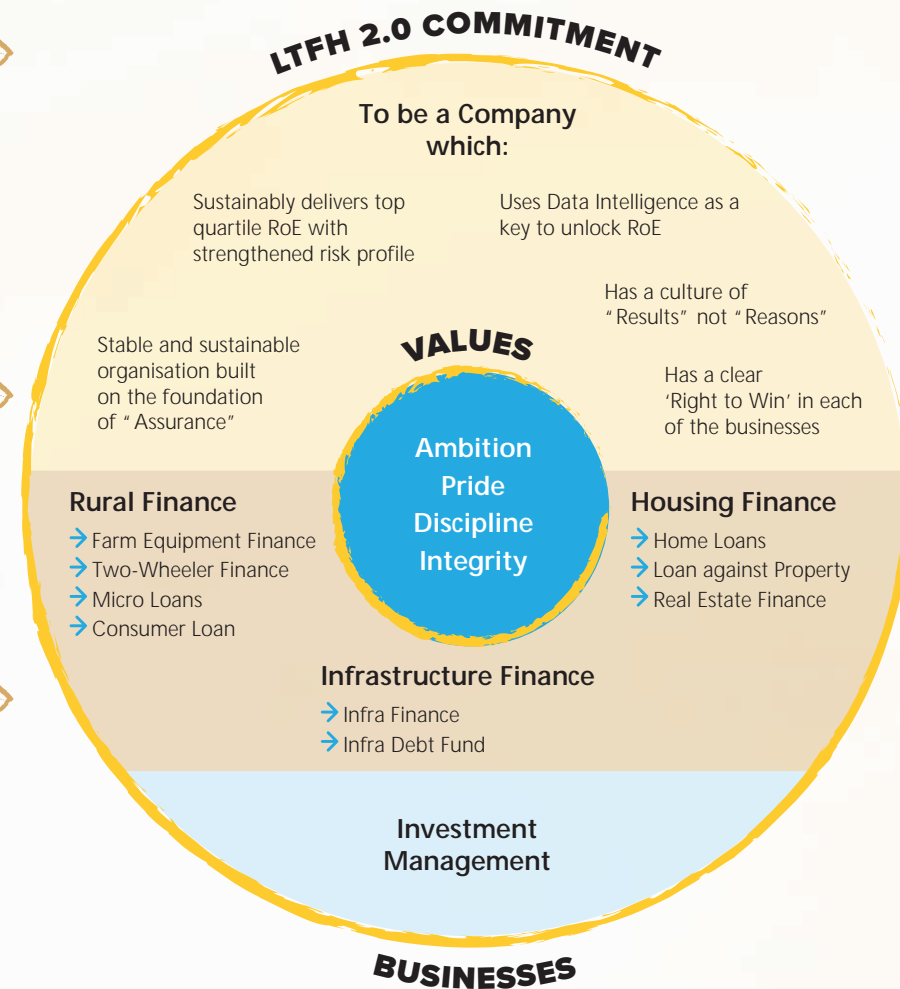 LTFH 2.0 COMMITMENT
To be a Company
which:
Sustainably delivers top
quartile RoE with
strengthened risk profile
Uses Data Intelligence as a
key to unlock RoE
Has a culture of
"Results" not "Reasons"
Stable and sustainable
organisation built
on the foundation
of "Assurance"
Has a clear
'Right to Win' in each
of the businesses
VALUES
Ambition
Pride
Discipline
Integrity
Rural Finance
Farm Equipment Finance
Two-Wheeler Finance
Micro Loans
Consumer Loan
Housing Finance
Home Loans
Loan against Property
Real Estate Finance
Infrastructure Finance
Infra Finance
Infra Debt Fund
Investment
Management
BUSINESSES